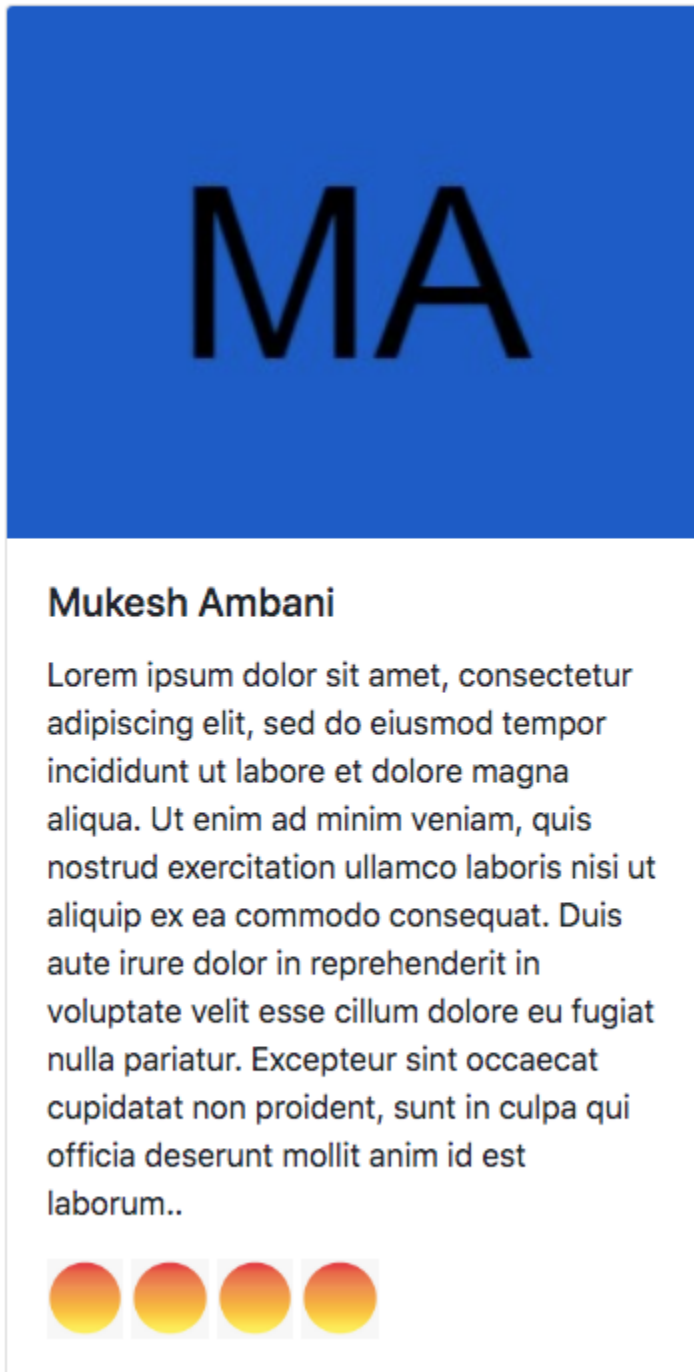 MA
Mukesh Ambani
Lorem ipsum dolor sit amet, consectetur
adipiscing elit, sed do eiusmod tempor
incididunt ut labore et dolore magna
aliqua. Ut enim ad minim veniam, quis
nostrud exercitation ullamco laboris nisi ut
aliquip ex ea commodo consequat. Duis
aute irure dolor in reprehenderit in
voluptate velit esse cillum dolore eu fugiat
nulla pariatur. Excepteur sint occaecat
cupidatat non proident, sunt in culpa qui
officia deserunt mollit anim id est
laborum..